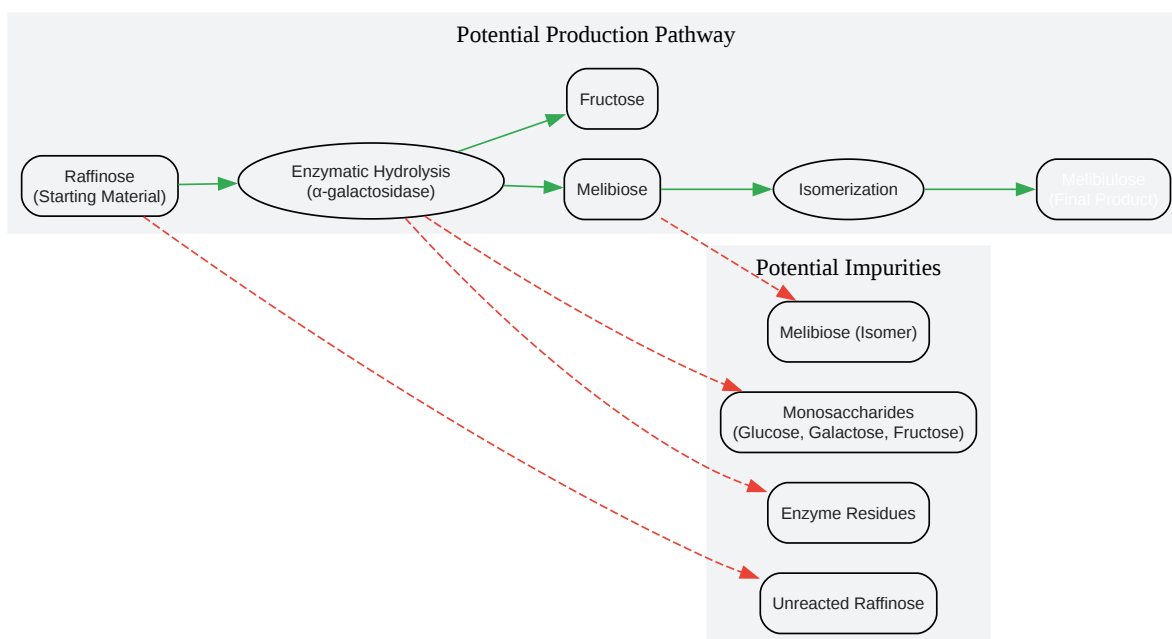 Potential Production Pathway
Fructose
Raffinose
(Starting Material)
Enzymatic Hydrolysis
(α-galactosidase)
Melibiose
Isomerization
Melibiulose
(Final Product)
Potential Impurities
Melibiose (Isomer)
Monosaccharides
(Glucose, Galactose, Fructose)
Enzyme Residues
Unreacted Raffinose